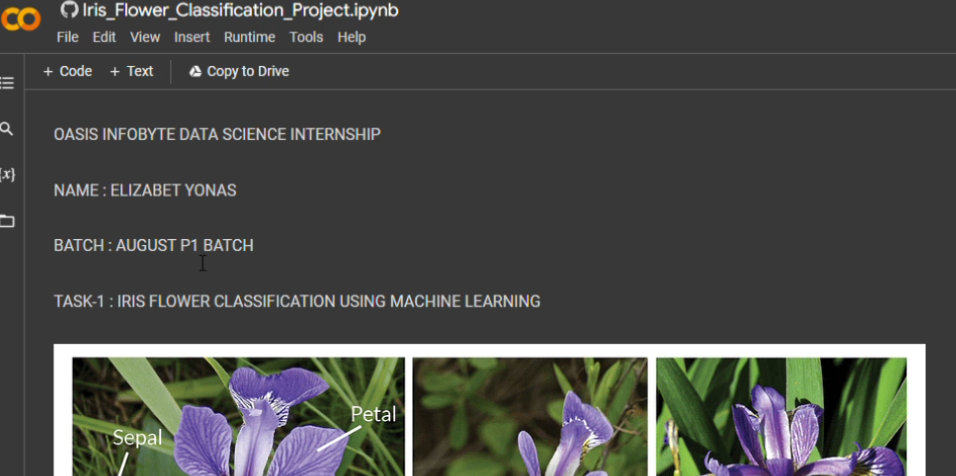 Iris_Flower_Classification_Project.ipynb
File Edit View Insert Runtime Tools Help
+ Code + Text Copy to Drive
{x}
OASIS INFOBYTE DATA SCIENCE INTERNSHIP
NAME : ELIZABET YONAS
BATCH : AUGUST P1 BATCH
TASK-1 : IRIS FLOWER CLASSIFICATION USING MACHINE LEARNING
Petal
Sepal